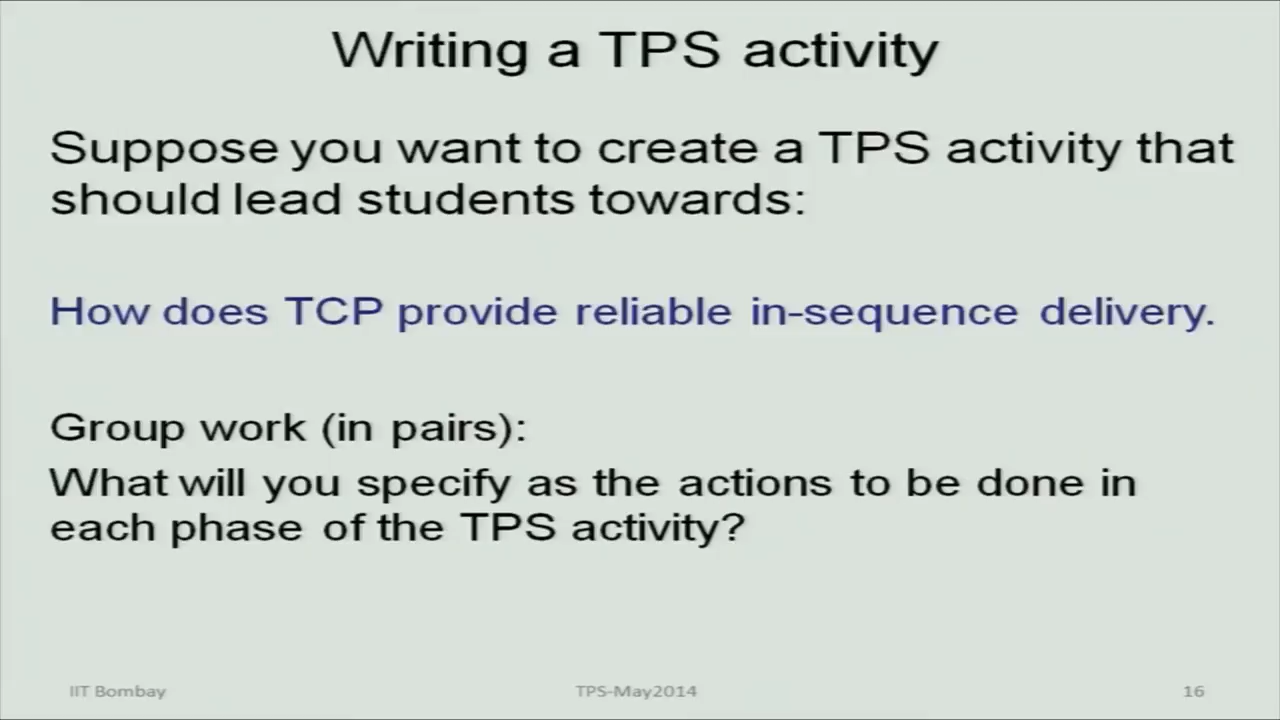 Writing a TPS activity
Suppose you want to create a TPS activity that
should lead students towards:
How does TCP provide reliable in-sequence delivery.
Group work (in pairs):
What will you specify as the actions to be done in
each phase of the TPS activity?
IIT Bombay
TPS-May2014
16